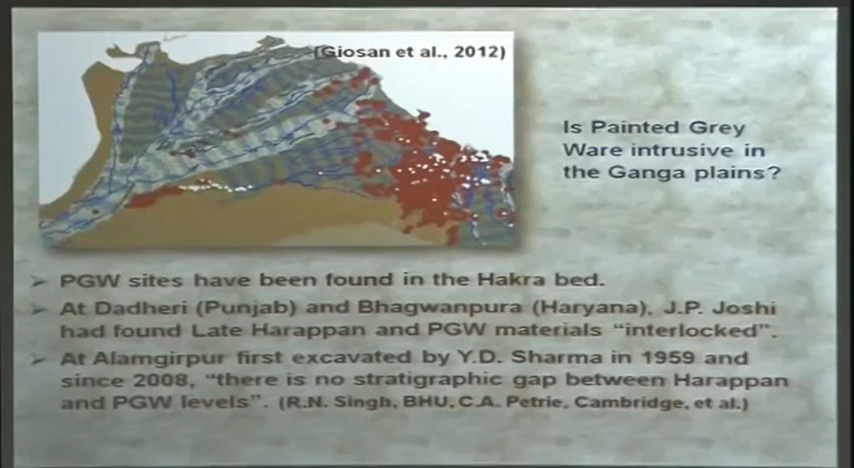 (Giosan et al., 2012)
Is Painted Grey
Ware intrusive in
the Ganga plains?
➢ PGW sites have been found in the Hakra bed.
➢ At Dadheri (Punjab) and Bhagwanpura (Haryana), J.P. Joshi
had found Late Harappan and PGW materials “interlocked”.
➢ At Alamgirpur first excavated by Y.D. Sharma in 1959 and
since 2008, “there is no stratigraphic gap between Harappan
and PGW levels”. (R.N. Singh, BHU, C.A. Petrie, Cambridge, et al.)